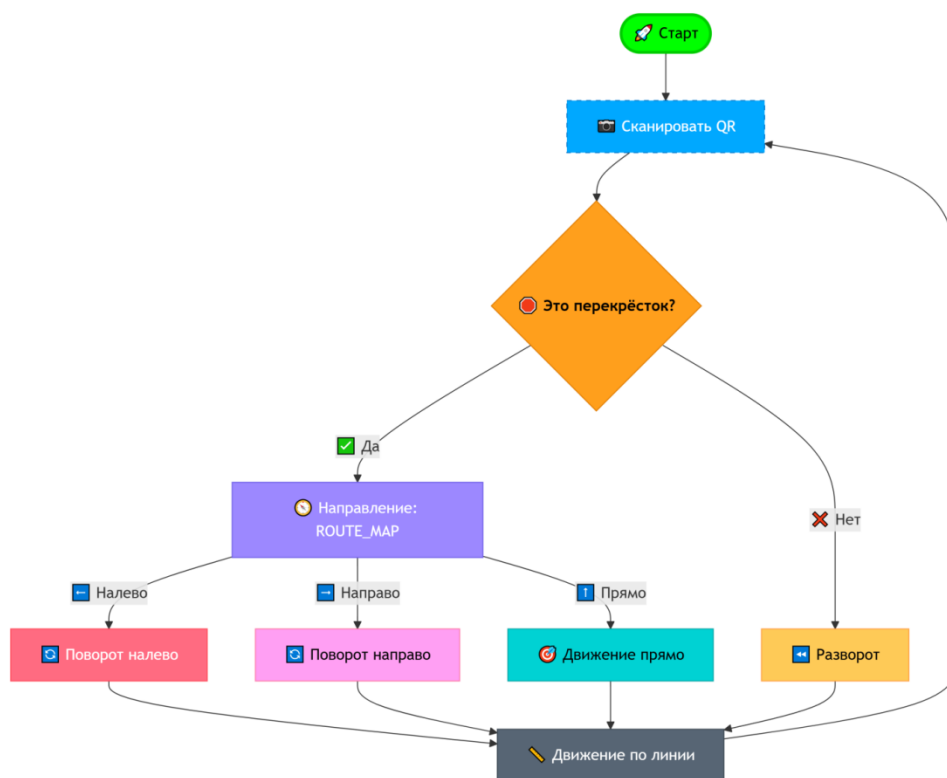 🚀 Старт
📷 Сканировать QR
🛑 Это перекрёсток?
✅ Да
🧭 Направление:
ROUTE_MAP
❌ Нет
⬅️ Налево
➡️ Направо
⬆️ Прямо
🔄 Поворот налево
🔄 Поворот направо
🎯 Движение прямо
⏪ Разворот
📏 Движение по линии